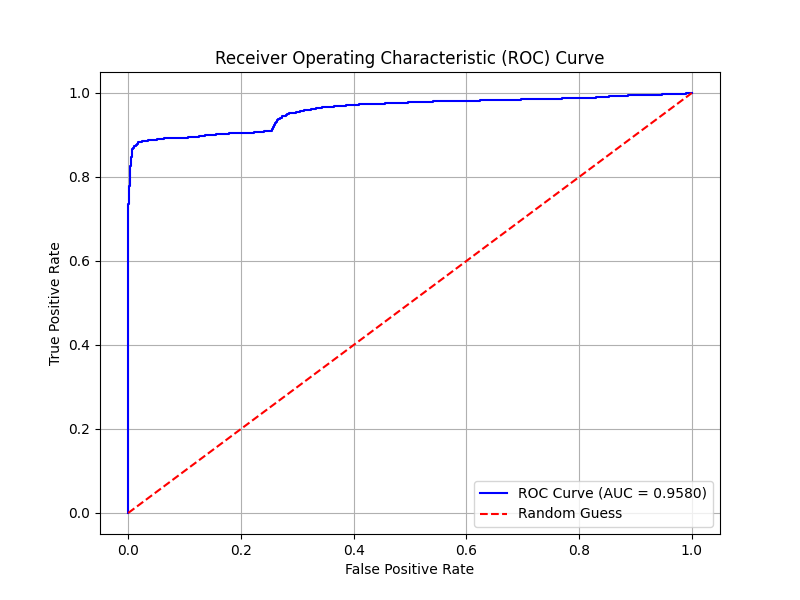 Receiver Operating Characteristic (ROC) Curve
1.0
0.8
0.6
0.4
0.2
0.0
True Positive Rate
ROC Curve (AUC = 0.9580)
Random Guess
0.0 0.2 0.4 0.6 0.8 1.0
False Positive Rate